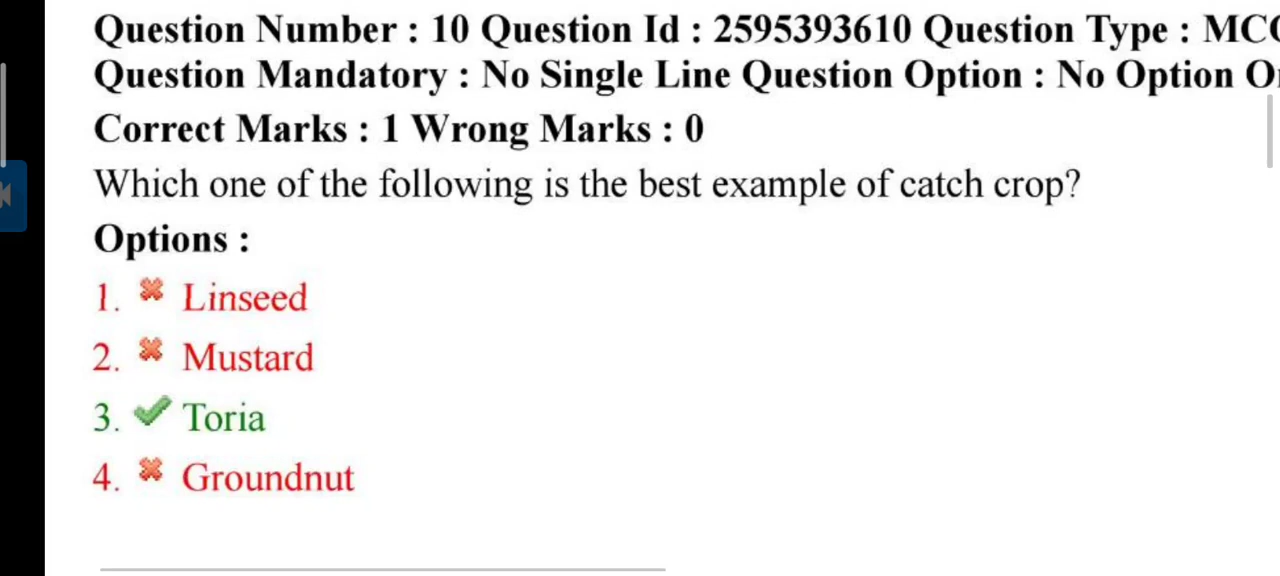 Question Number : 10 Question Id : 2595393610 Question Type :
Question Mandatory : No Single Line Question Option : No Option
Correct Marks : 1 Wrong Marks : 0
Which one of the following is the best example of catch crop?
Options :
1. Linseed
2. Mustard
3. Toria
4. Groundnut